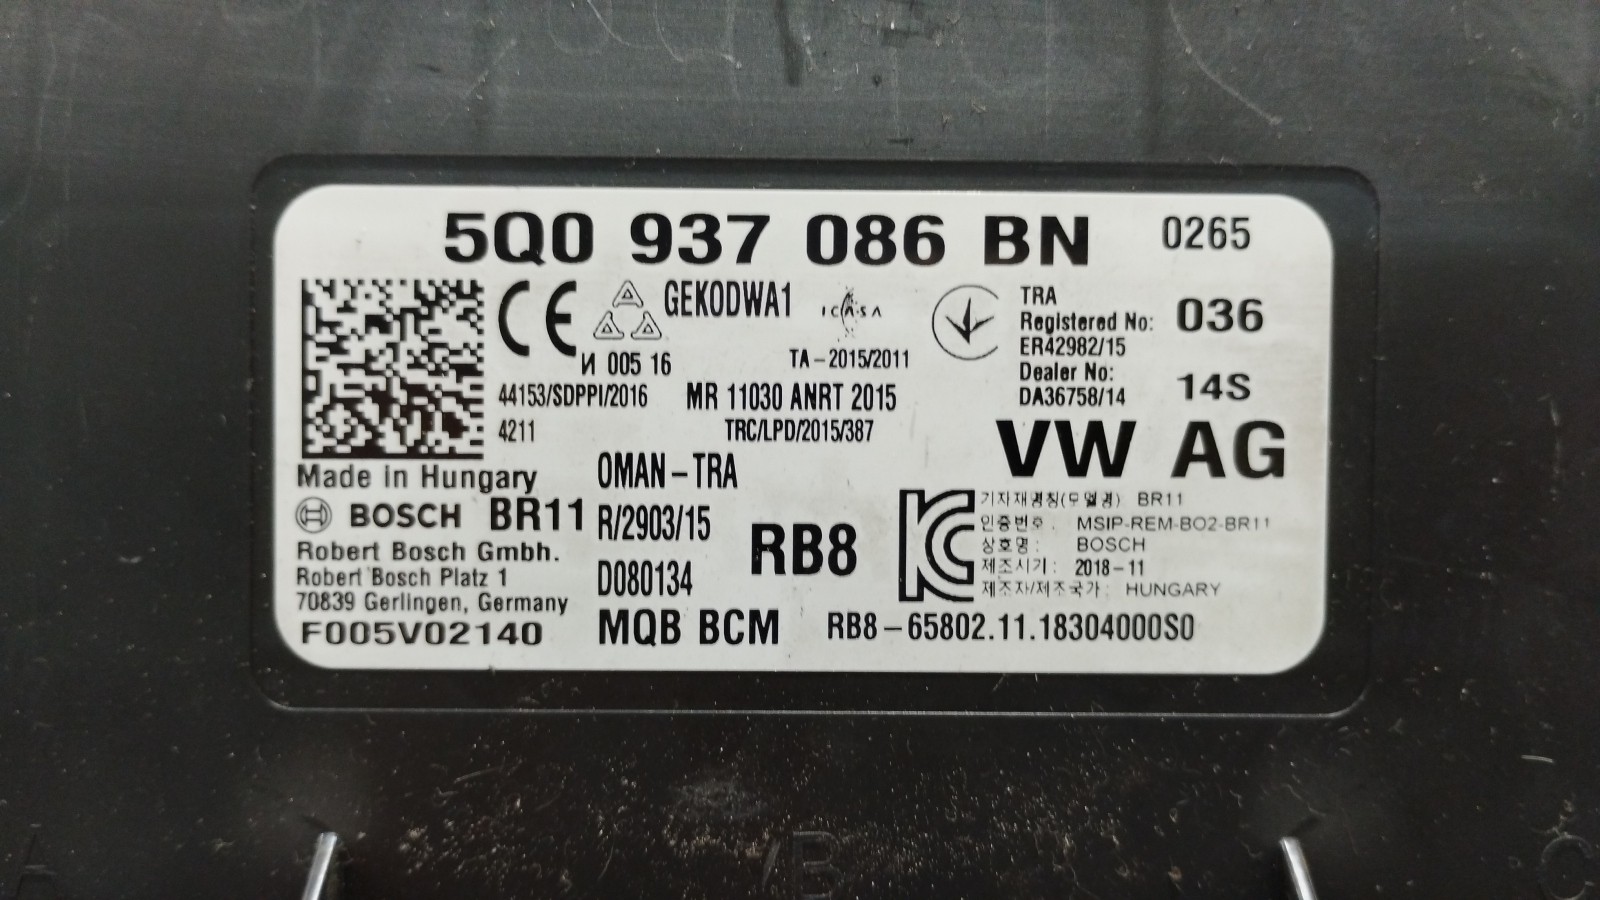 5Q0 937 086 BN 0265
CE
GEKODWA1
ICASA
И 005 16
TA-2015/2011
TRA
Registered No:
ER42982/15
Dealer No:
DA36758/14
036
14S
44153/SDPPI/2016
MR 11030 ANRT 2015
4211
TRC/LPD/2015/387
VW AG
Made in Hungary
OMAN-TRA
BOSCH BR11
R/2903/15
RB8
Robert Bosch Gmbh.
Robert Bosch Platz 1
D080134
70839 Gerlingen, Germany
F005V02140
MQB BCM
기자재명칭(모델명) BR11
인증번호: MSIP-REM-BO2-BR11
상호명: BOSCH
제조시기: 2018-11
제조자/제조국가: HUNGARY
RB8-65802.11.18304000S0
B
C